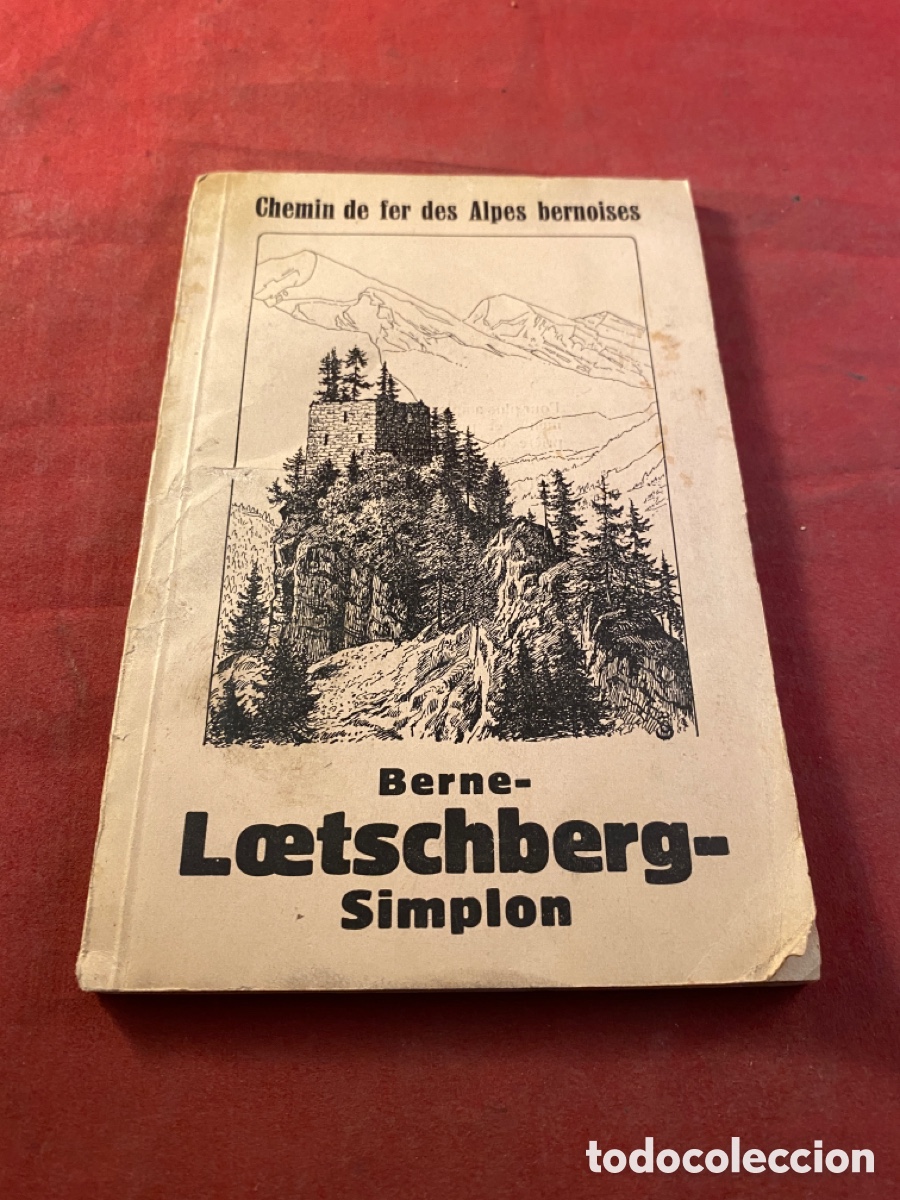 Chemin de fer des Alpes bernoises
Berne-
Lœtschberg-
Simplon
todocoleccion